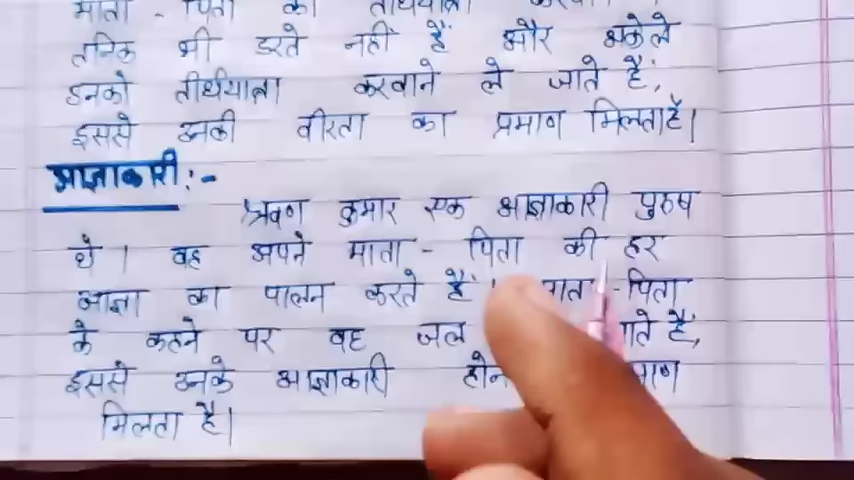 माता - पिता को तीर्थयात्रा
तनिक भी डरते नहीं हैं और अकेले
उनको तीर्थयात्रा करवाने ले जाते हैं,
इससे उनकी वीरता का प्रमाण मिलता है।
आज्ञाकारी :-
श्रवण कुमार एक आज्ञाकारी पुरुष
थे। वह अपने माता - पिता की हर
आज्ञा का पालन करते हैं। माता - पिता
के कहने पर वह जल हैं,
इससे उनके आज्ञाकारी
मिलता है।